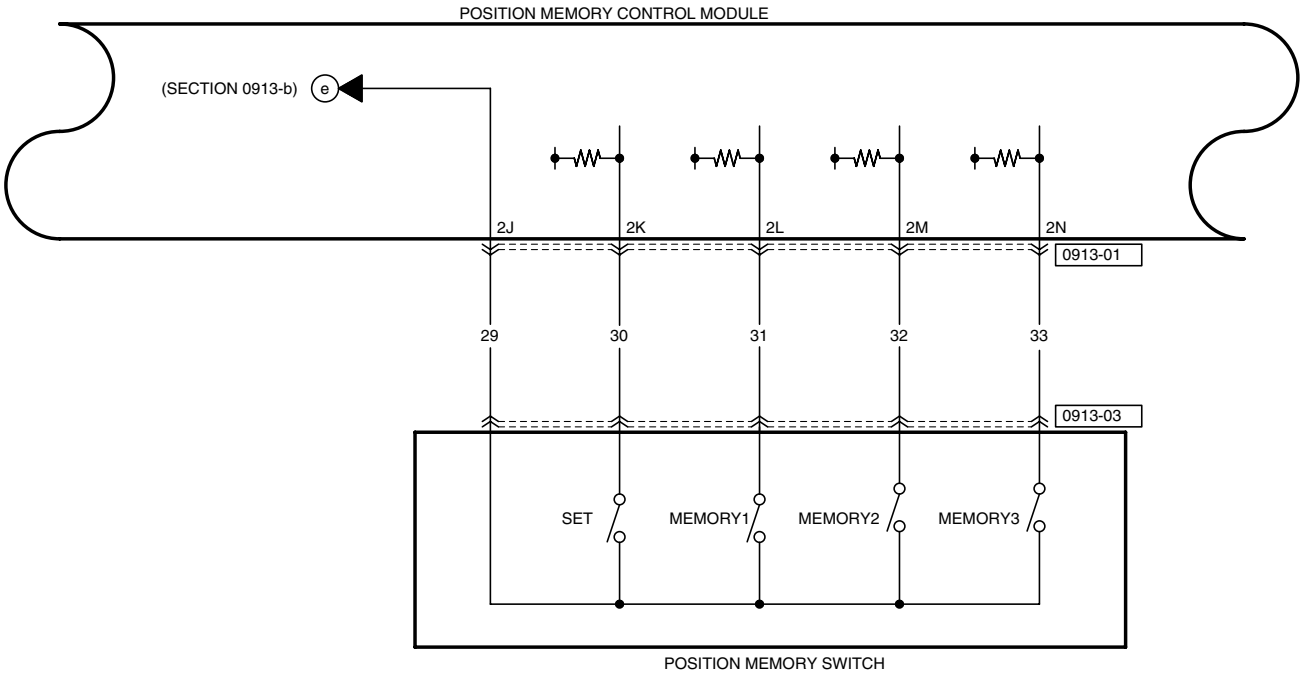 POSITION MEMORY CONTROL MODULE
(SECTION 0913-b) e
2J 2K 2L 2M 2N
0913-01
29 30 31 32 33
0913-03
SET MEMORY1 MEMORY2 MEMORY3
POSITION MEMORY SWITCH